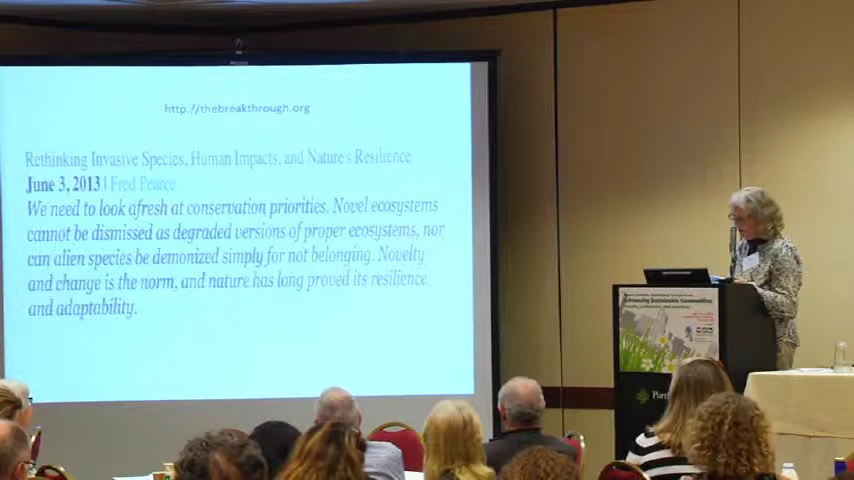 http://thebreakthrough.org
Rethinking Invasive Species, Human Impacts, and Nature's Resilience
June 3, 2013 | Fred Pearce
We need to look afresh at conservation priorities. Novel ecosystems
cannot be dismissed as degraded versions of proper ecosystems, nor
can alien species be demonized simply for not belonging. Novelty
and change is the norm, and nature has long proved its resilience
and adaptability.
Enhancing Sustainable Communities